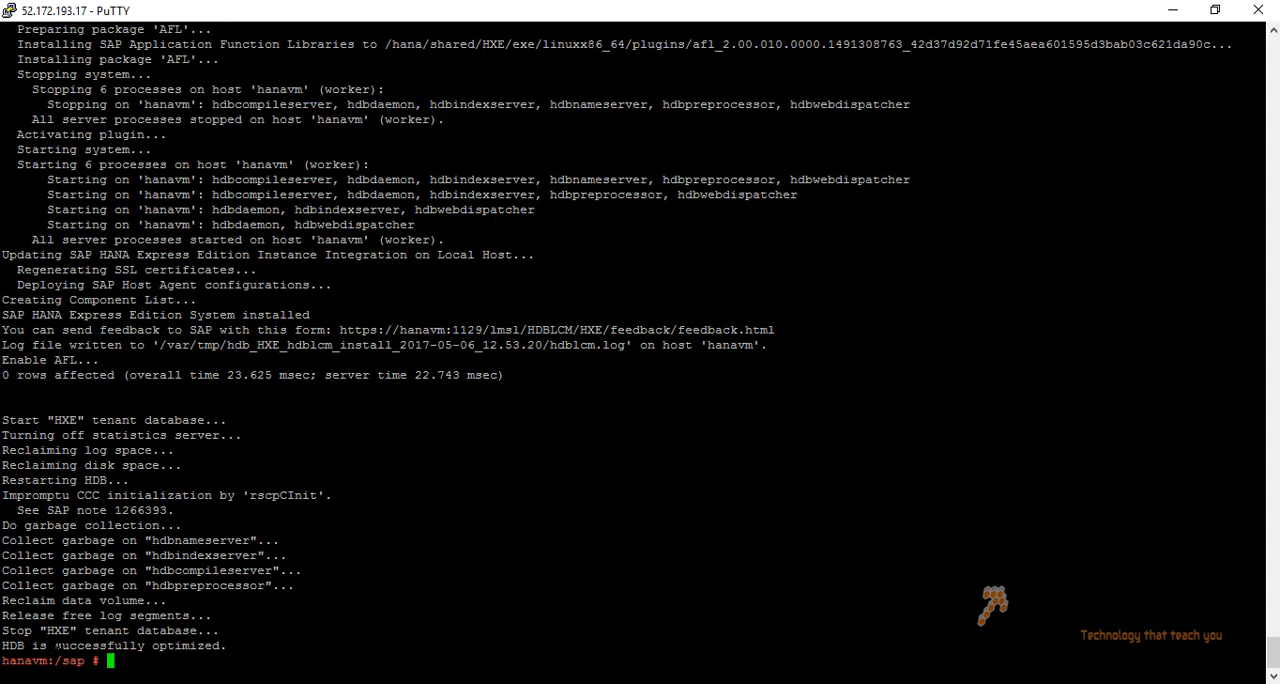 52.172.193.17 - PuTTY
Preparing package 'AFL'...
Installing SAP Application Function Libraries to /hana/shared/HXE/exe/linuxx86_64/plugins/afl_2.00.010.0000.1491308763_42d37d92d71fe45aea601595d3bab03c621da90c...
Installing package 'AFL'...
Stopping system...
Stopping 6 processes on host 'hanavm' (worker):
Stopping on 'hanavm': hdbcompileserver, hdbdaemon, hdbindexserver, hdbnameserver, hdbpreprocessor, hdbwebdispatcher
All server processes stopped on host 'hanavm' (worker).
Activating plugin...
Starting system...
Starting 6 processes on host 'hanavm' (worker):
Starting on 'hanavm': hdbcompileserver, hdbdaemon, hdbindexserver, hdbnameserver, hdbpreprocessor, hdbwebdispatcher
Starting on 'hanavm': hdbcompileserver, hdbdaemon, hdbindexserver, hdbpreprocessor, hdbwebdispatcher
Starting on 'hanavm': hdbdaemon, hdbindexserver, hdbwebdispatcher
Starting on 'hanavm': hdbdaemon, hdbwebdispatcher
All server processes started on host 'hanavm' (worker).
Updating SAP HANA Express Edition Instance Integration on Local Host...
Regenerating SSL certificates...
Deploying SAP Host Agent configurations...
Creating Component List...
SAP HANA Express Edition System installed
You can send feedback to SAP with this form: https://hanavm:1129/lmsl/HDBLCM/HXE/feedback/feedback.html
Log file written to '/var/tmp/hdb_HXE_hdblcm_install_2017-05-06_12.53.20/hdblcm.log' on host 'hanavm'.
Enable AFL...
0 rows affected (overall time 23.625 msec; server time 22.743 msec)
Start "HXE" tenant database...
Turning off statistics server...
Reclaiming log space...
Reclaiming disk space...
Restarting HDB...
Impromptu CCC initialization by 'rscpCInit'.
See SAP note 1266393.
Do garbage collection...
Collect garbage on "hdbnameserver"...
Collect garbage on "hdbindexserver"...
Collect garbage on "hdbcompileserver"...
Collect garbage on "hdbpreprocessor"...
Reclaim data volume...
Release free log segments...
Stop "HXE" tenant database...
HDB is successfully optimized.
hanavm:/sap #
Technology that teach you